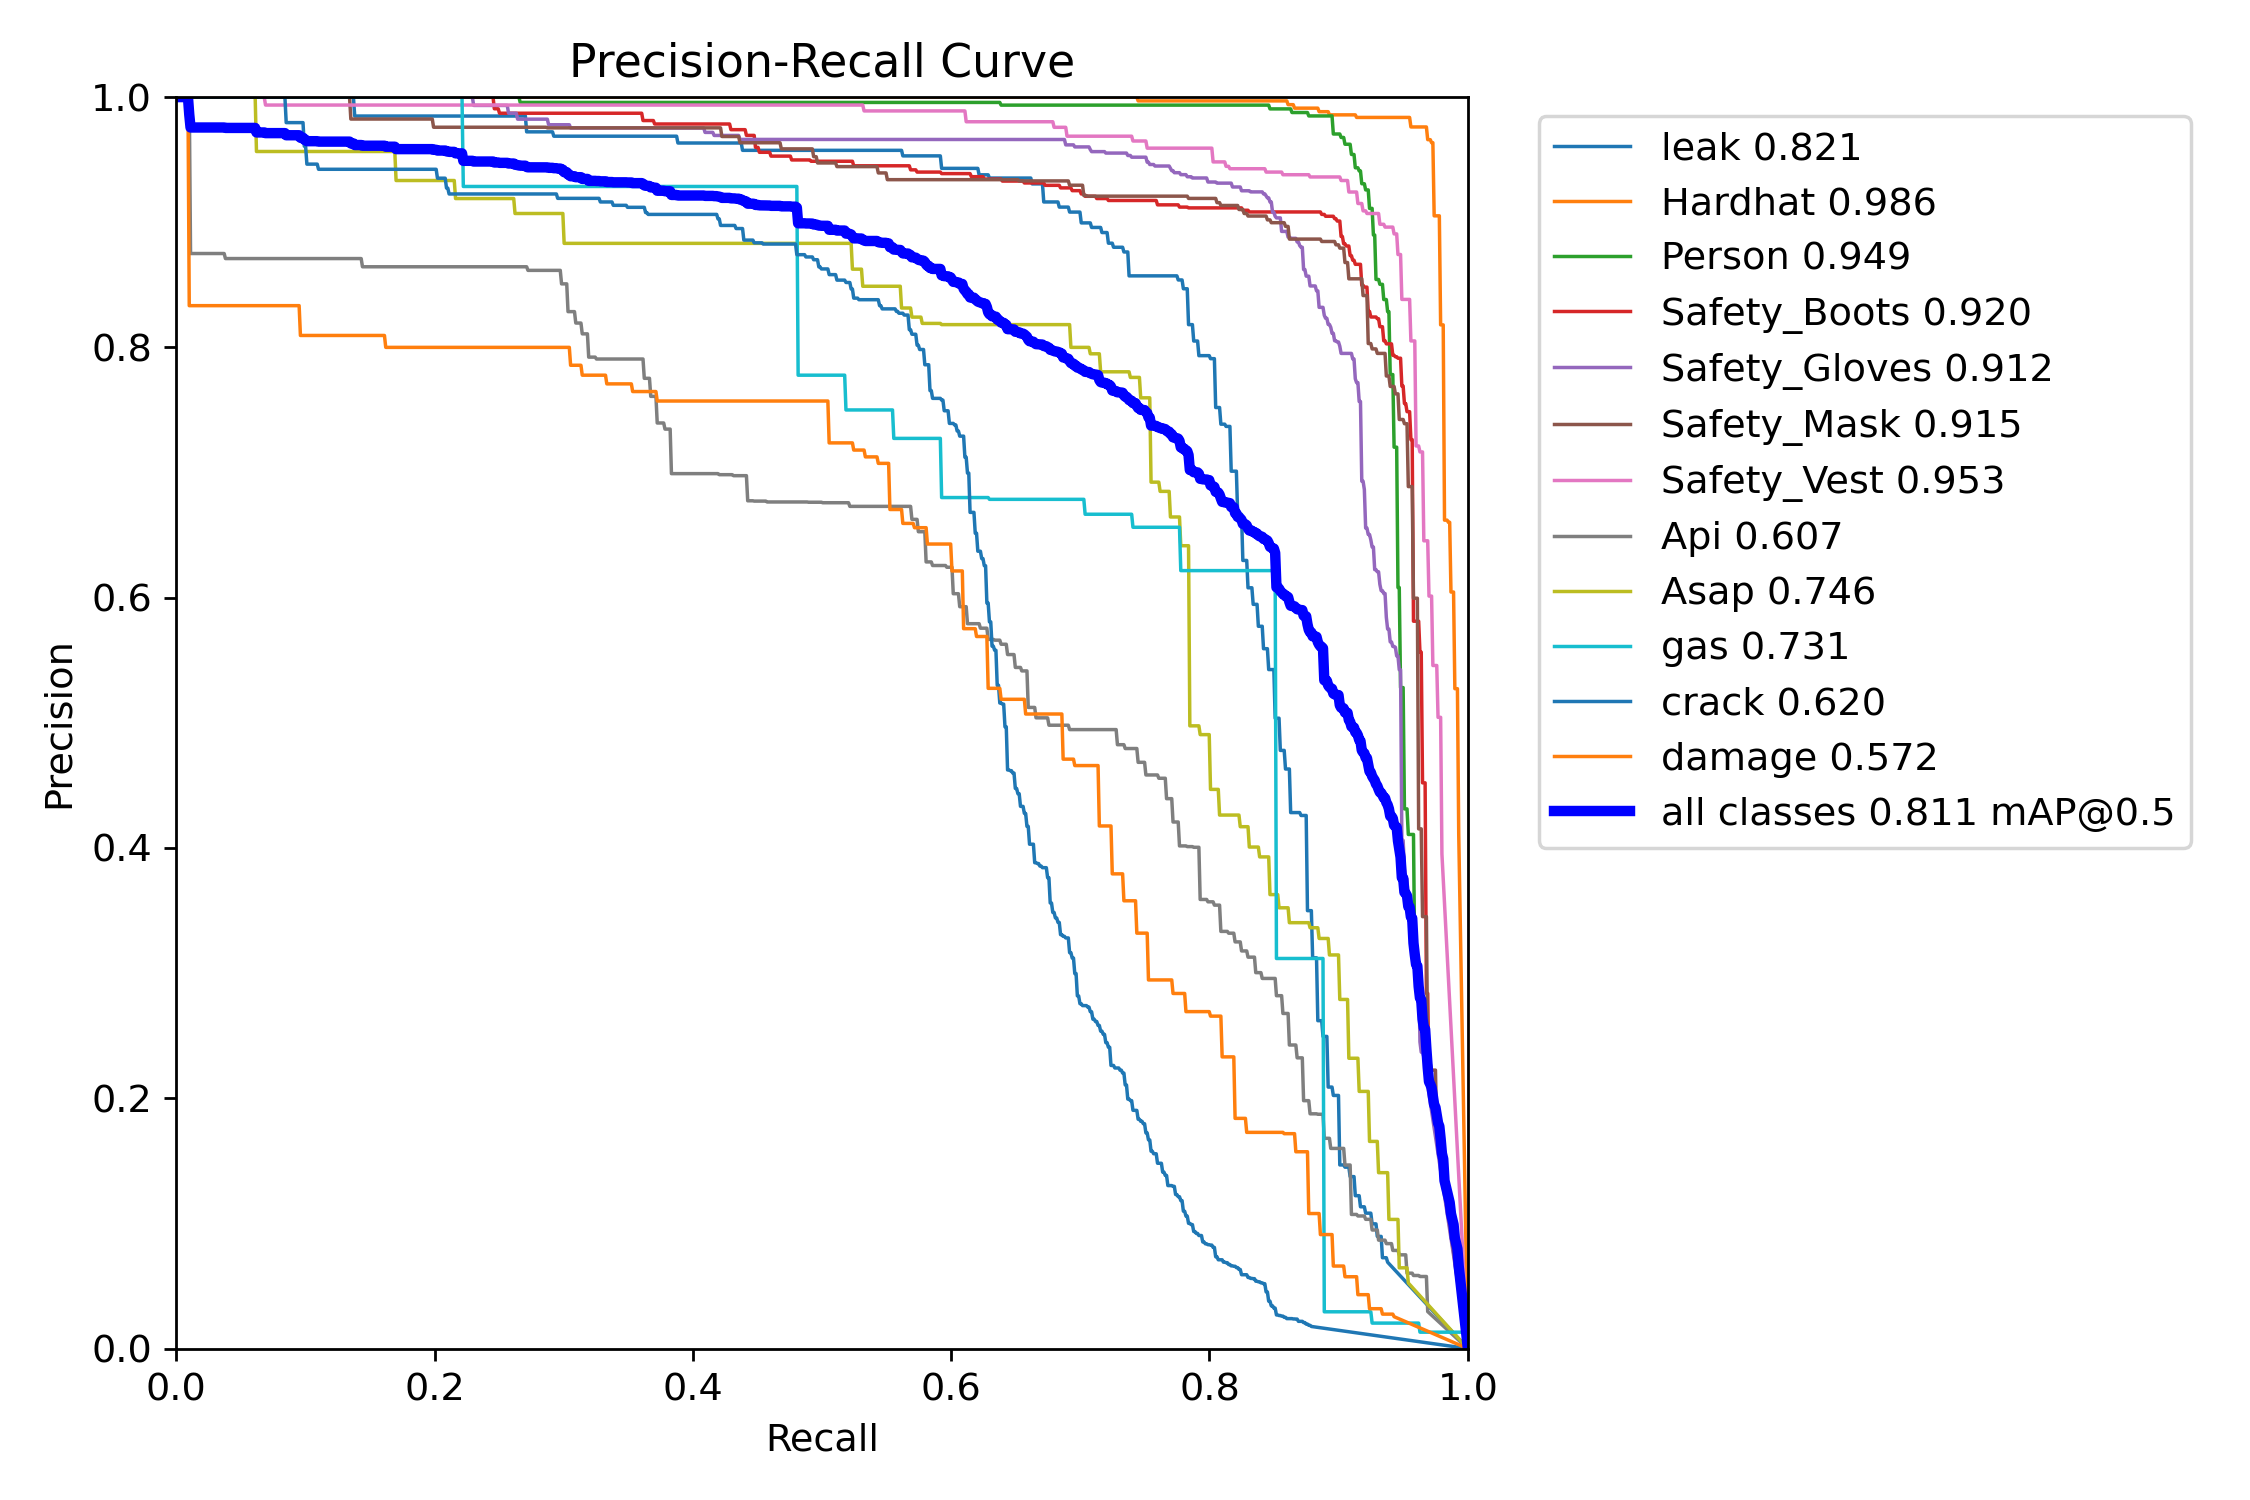 Precision-Recall Curve
1.0
0.8
0.6
0.4
0.2
0.0
Precision
0.0 0.2 0.4 0.6 0.8 1.0
Recall
leak 0.821
Hardhat 0.986
Person 0.949
Safety_Boots 0.920
Safety_Gloves 0.912
Safety_Mask 0.915
Safety_Vest 0.953
Api 0.607
Asap 0.746
gas 0.731
crack 0.620
damage 0.572
all classes 0.811 mAP@0.5